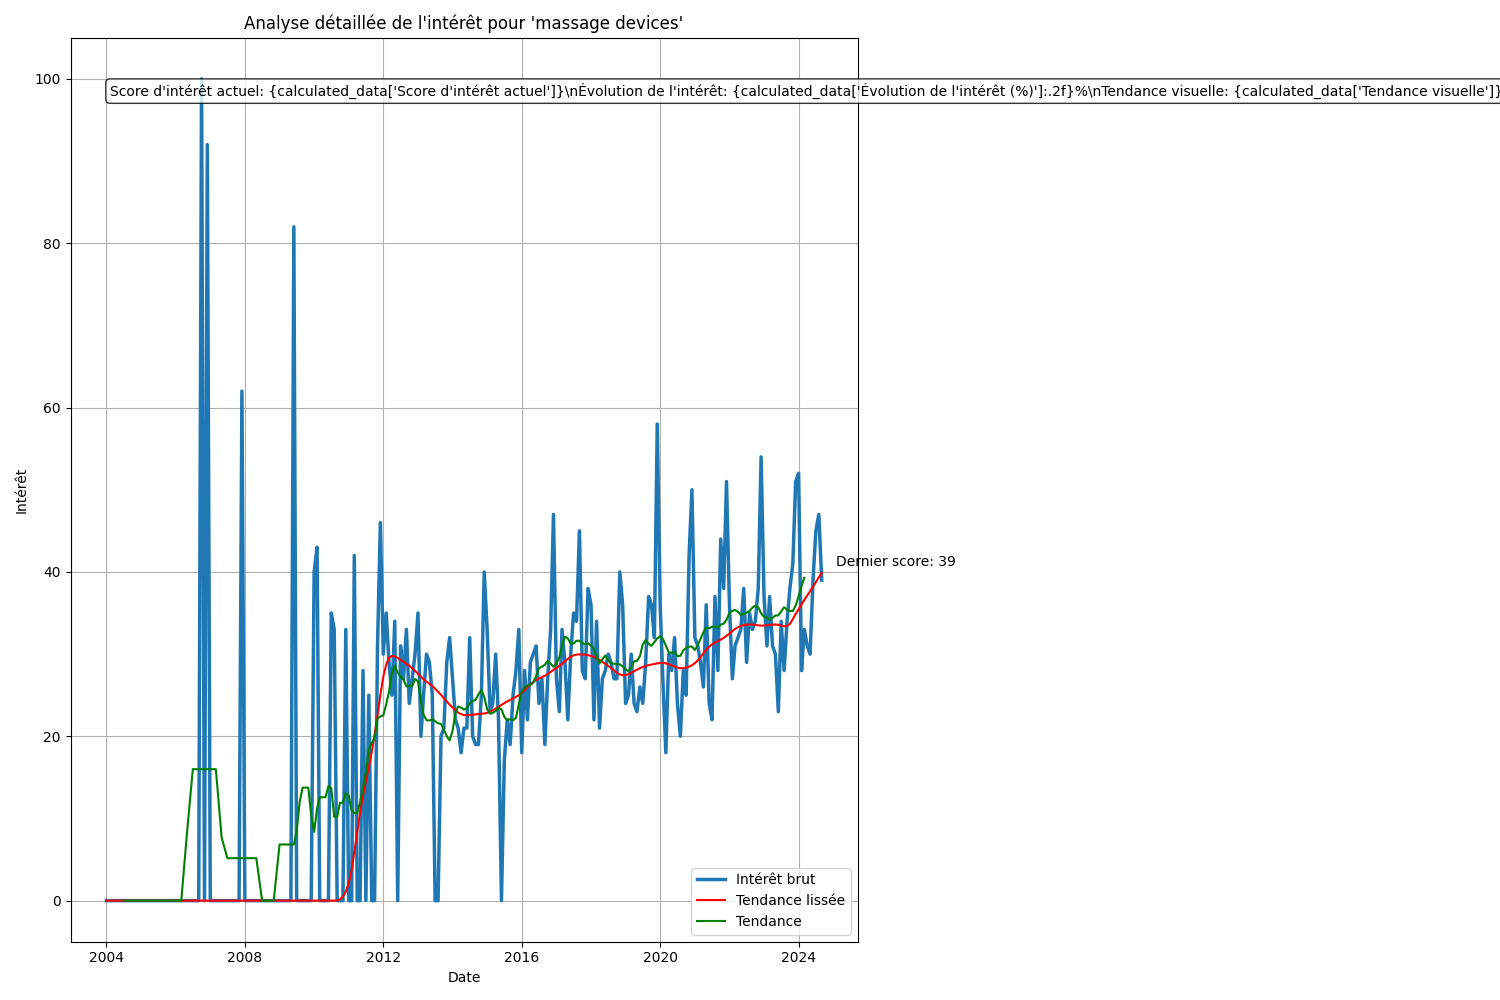 Analyse détaillée de l'intérêt pour 'massage devices'
100
Score d'intérêt actuel: {calculated_data['Score d'intérêt actuel']}\nÉvolution de l'intérêt: {calculated_data['Évolution de l'intérêt (%)']:.2f}%\nTendance visuelle: {calculated_data['Tendance visuelle']}
80
60
Intérêt
40
Dernier score: 39
20
0
Intérêt brut
Tendance lissée
Tendance
2004 2008 2012 2016 2020 2024
Date